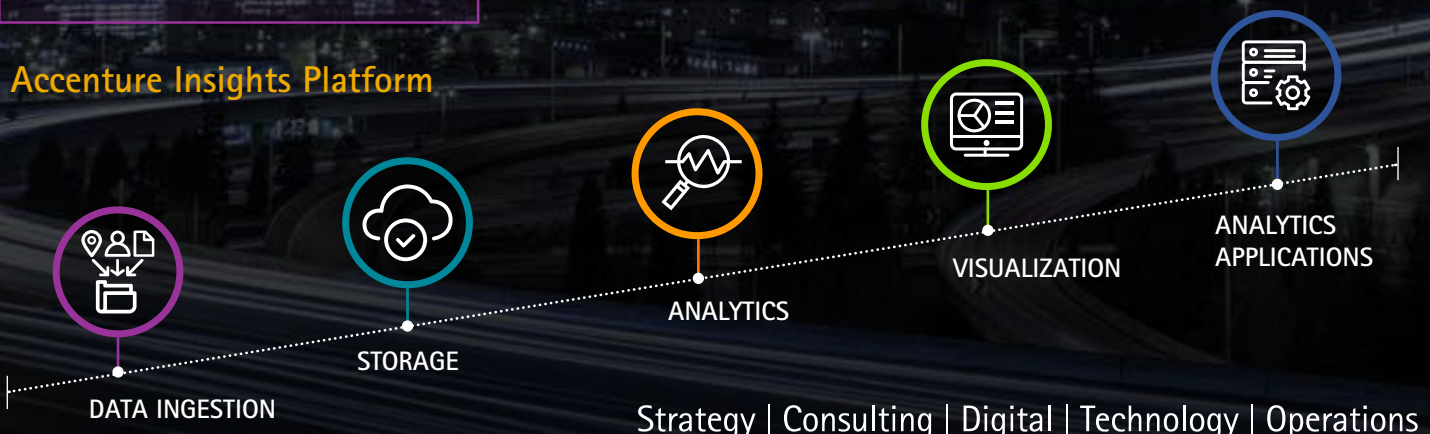 Accenture Insights Platform
DATA INGESTION
STORAGE
ANALYTICS
VISUALIZATION
ANALYTICS
APPLICATIONS
Strategy | Consulting | Digital | Technology | Operations